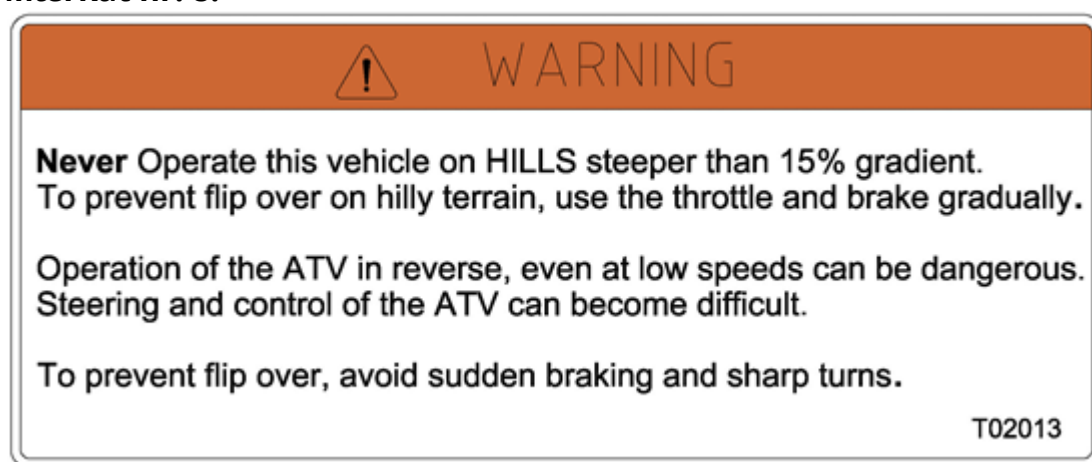 WARNING
Never Operate this vehicle on HILLS steeper than 15% gradient.
To prevent flip over on hilly terrain, use the throttle and brake gradually.
Operation of the ATV in reverse, even at low speeds can be dangerous.
Steering and control of the ATV can become difficult.
To prevent flip over, avoid sudden braking and sharp turns.
T02013